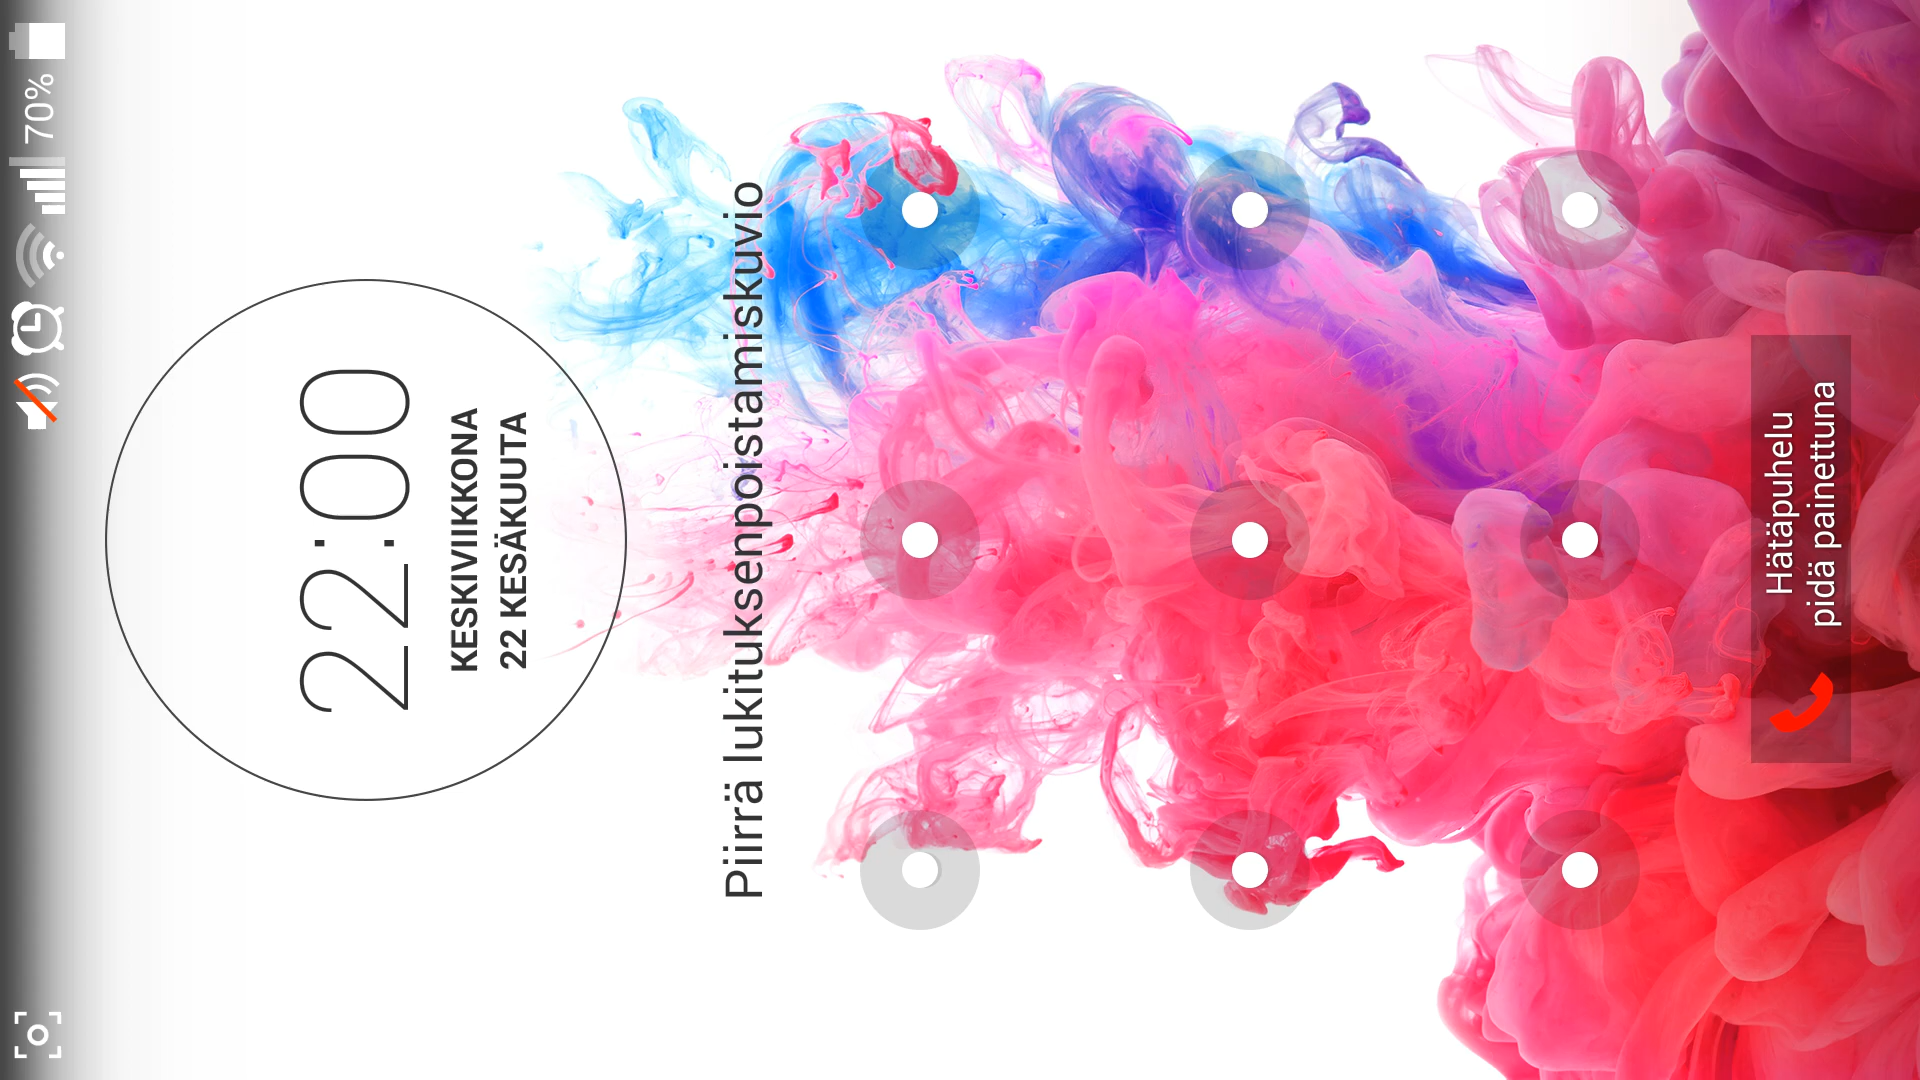 70%
22:00
KESKIVIIKKONA
22 KESÄKUUTA
Piirrä lukituksenpoistamiskuvio
Hätäpuhelu
pidä painettuna